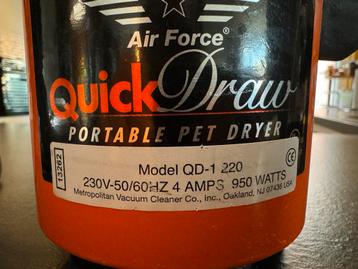 Air Force®
QuickDraw
PORTABLE PET DRYER
Model QD-1 220
230V-50/60HZ 4 AMPS 950 WATTS
Metropolitan Vacuum Cleaner Co., Inc., Oakland, NJ 07436 USA
13262